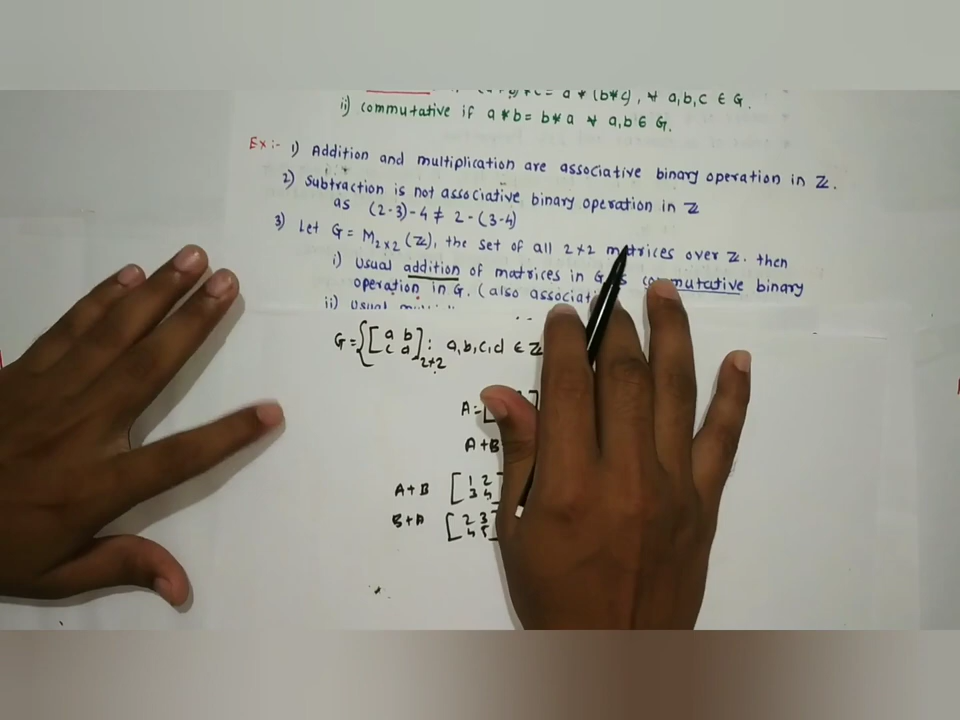 = a * (b*c), ∀ a,b,c ∈ G.
ii) commutative if a * b = b * a ∀ a,b ∈ G.
Ex:- 1) Addition and multiplication are associative binary operation in Z.
2) Subtraction is not associative binary operation in Z
as (2-3)-4 ≠ 2-(3-4)
3) Let G = M2×2 (Z), the set of all 2×2 matrices over Z. then
i) Usual addition of matrices in G is commutative binary
operation in G. (also associati
ii) Usual
G = {[a b
c d]2×2 : a,b,c,d ∈ Z
A = [
A+B
A+B [1 2
3 4
B+A [2 3
4 5